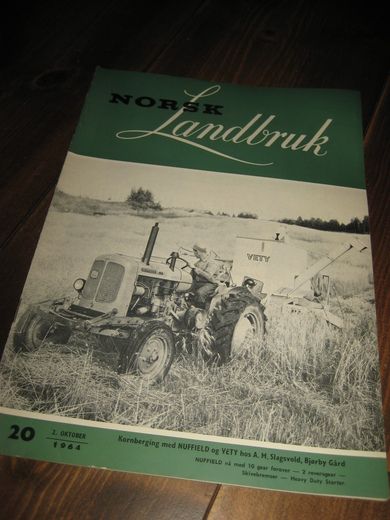 NORSK
Landbruk
VETY
20
2. OKTOBER
1964
Kornberging med NUFFIELD og VETY hos A. M. Slagsvold, Bjørby Gård
NUFFIELD nå med 10 gear forover — 2 reversgear —
Skivebremser — Heavy Duty Starter